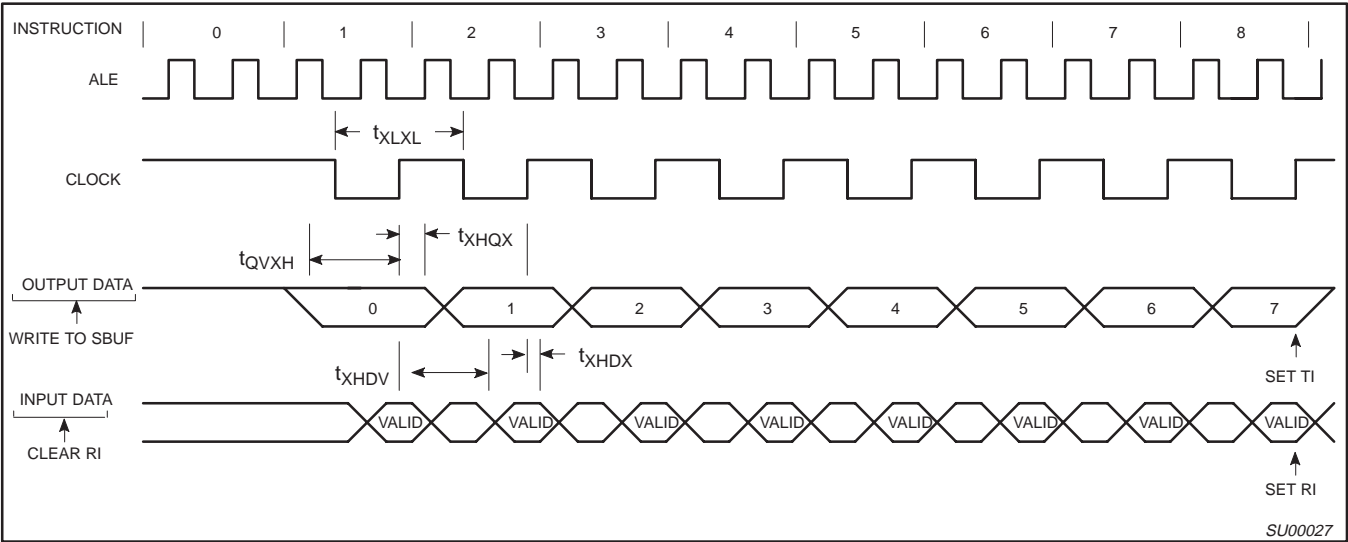 INSTRUCTION 0 1 2 3 4 5 6 7 8
ALE
tXLXL
CLOCK
tXHQX
tQVXH
OUTPUT DATA
0 1 2 3 4 5 6 7
WRITE TO SBUF
tXHDX
tXHDV
SET TI
INPUT DATA
VALID VALID VALID VALID VALID VALID VALID VALID
CLEAR RI
SET RI
SU00027